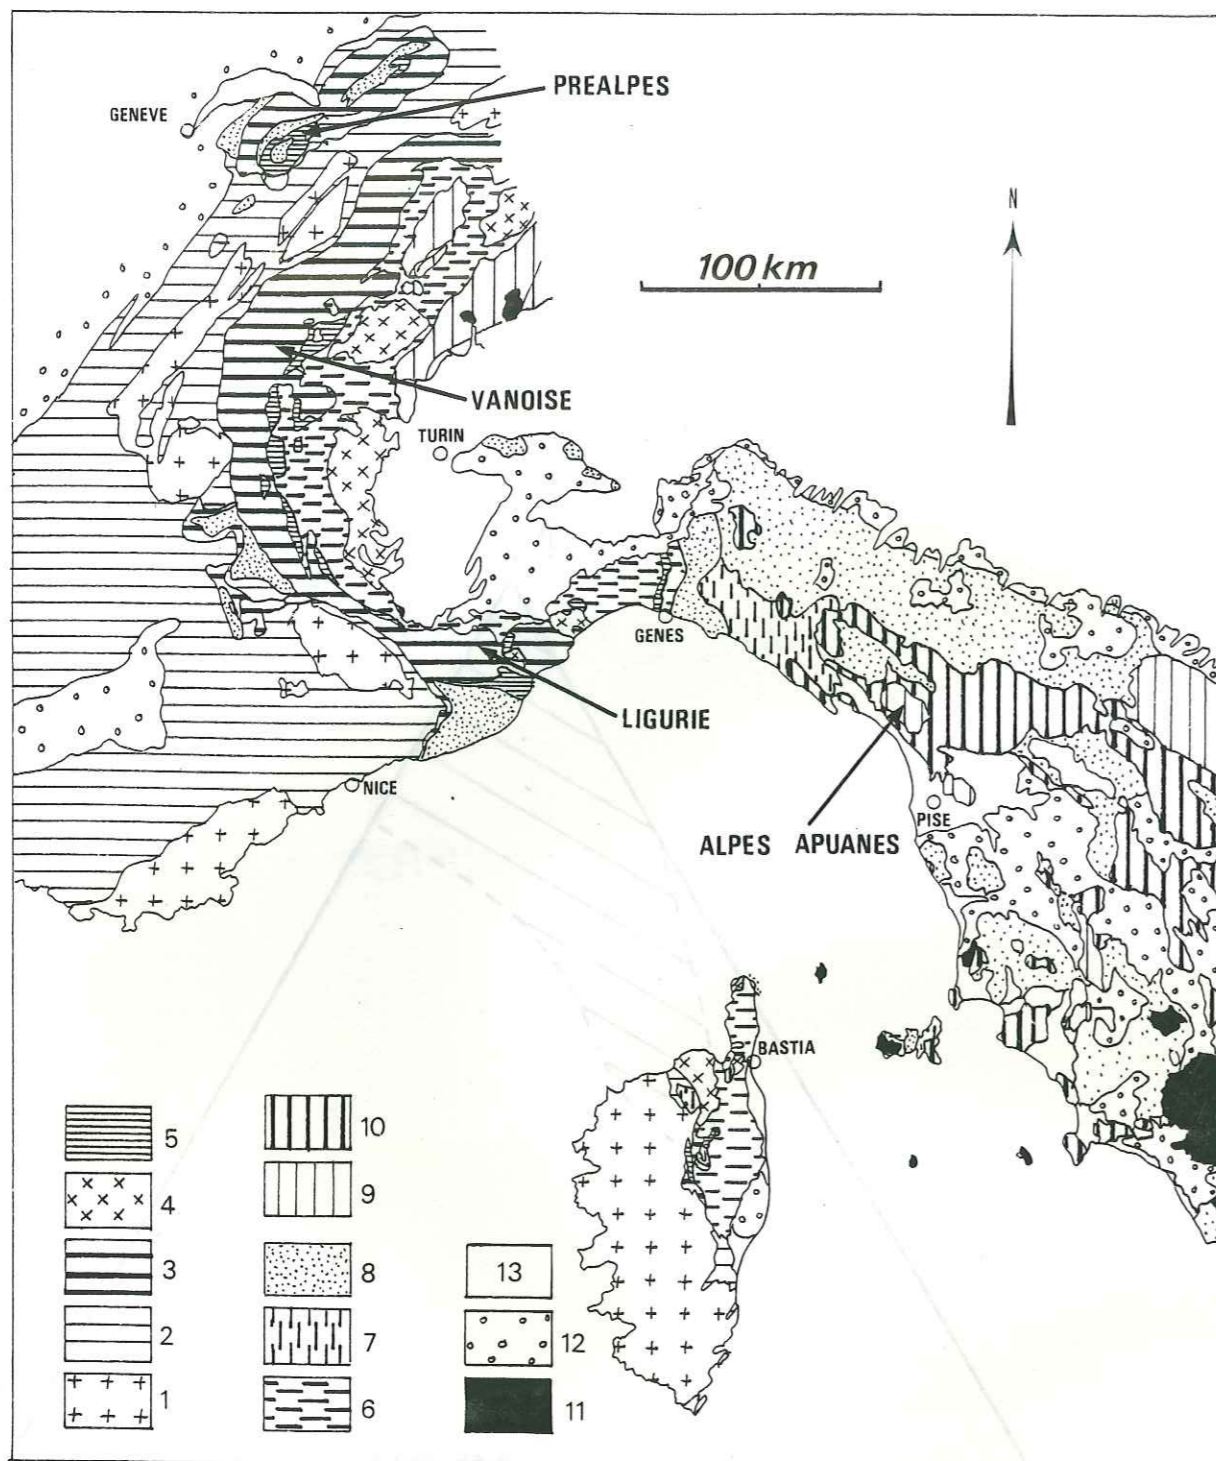 PREALPES
GENEVE
N
100 km
VANOISE
TURIN
GENES
LIGURIE
NICE
ALPES APUANES
PISE
BASTIA
5
10
4
9
3
8
13
2
7
12
1
6
11